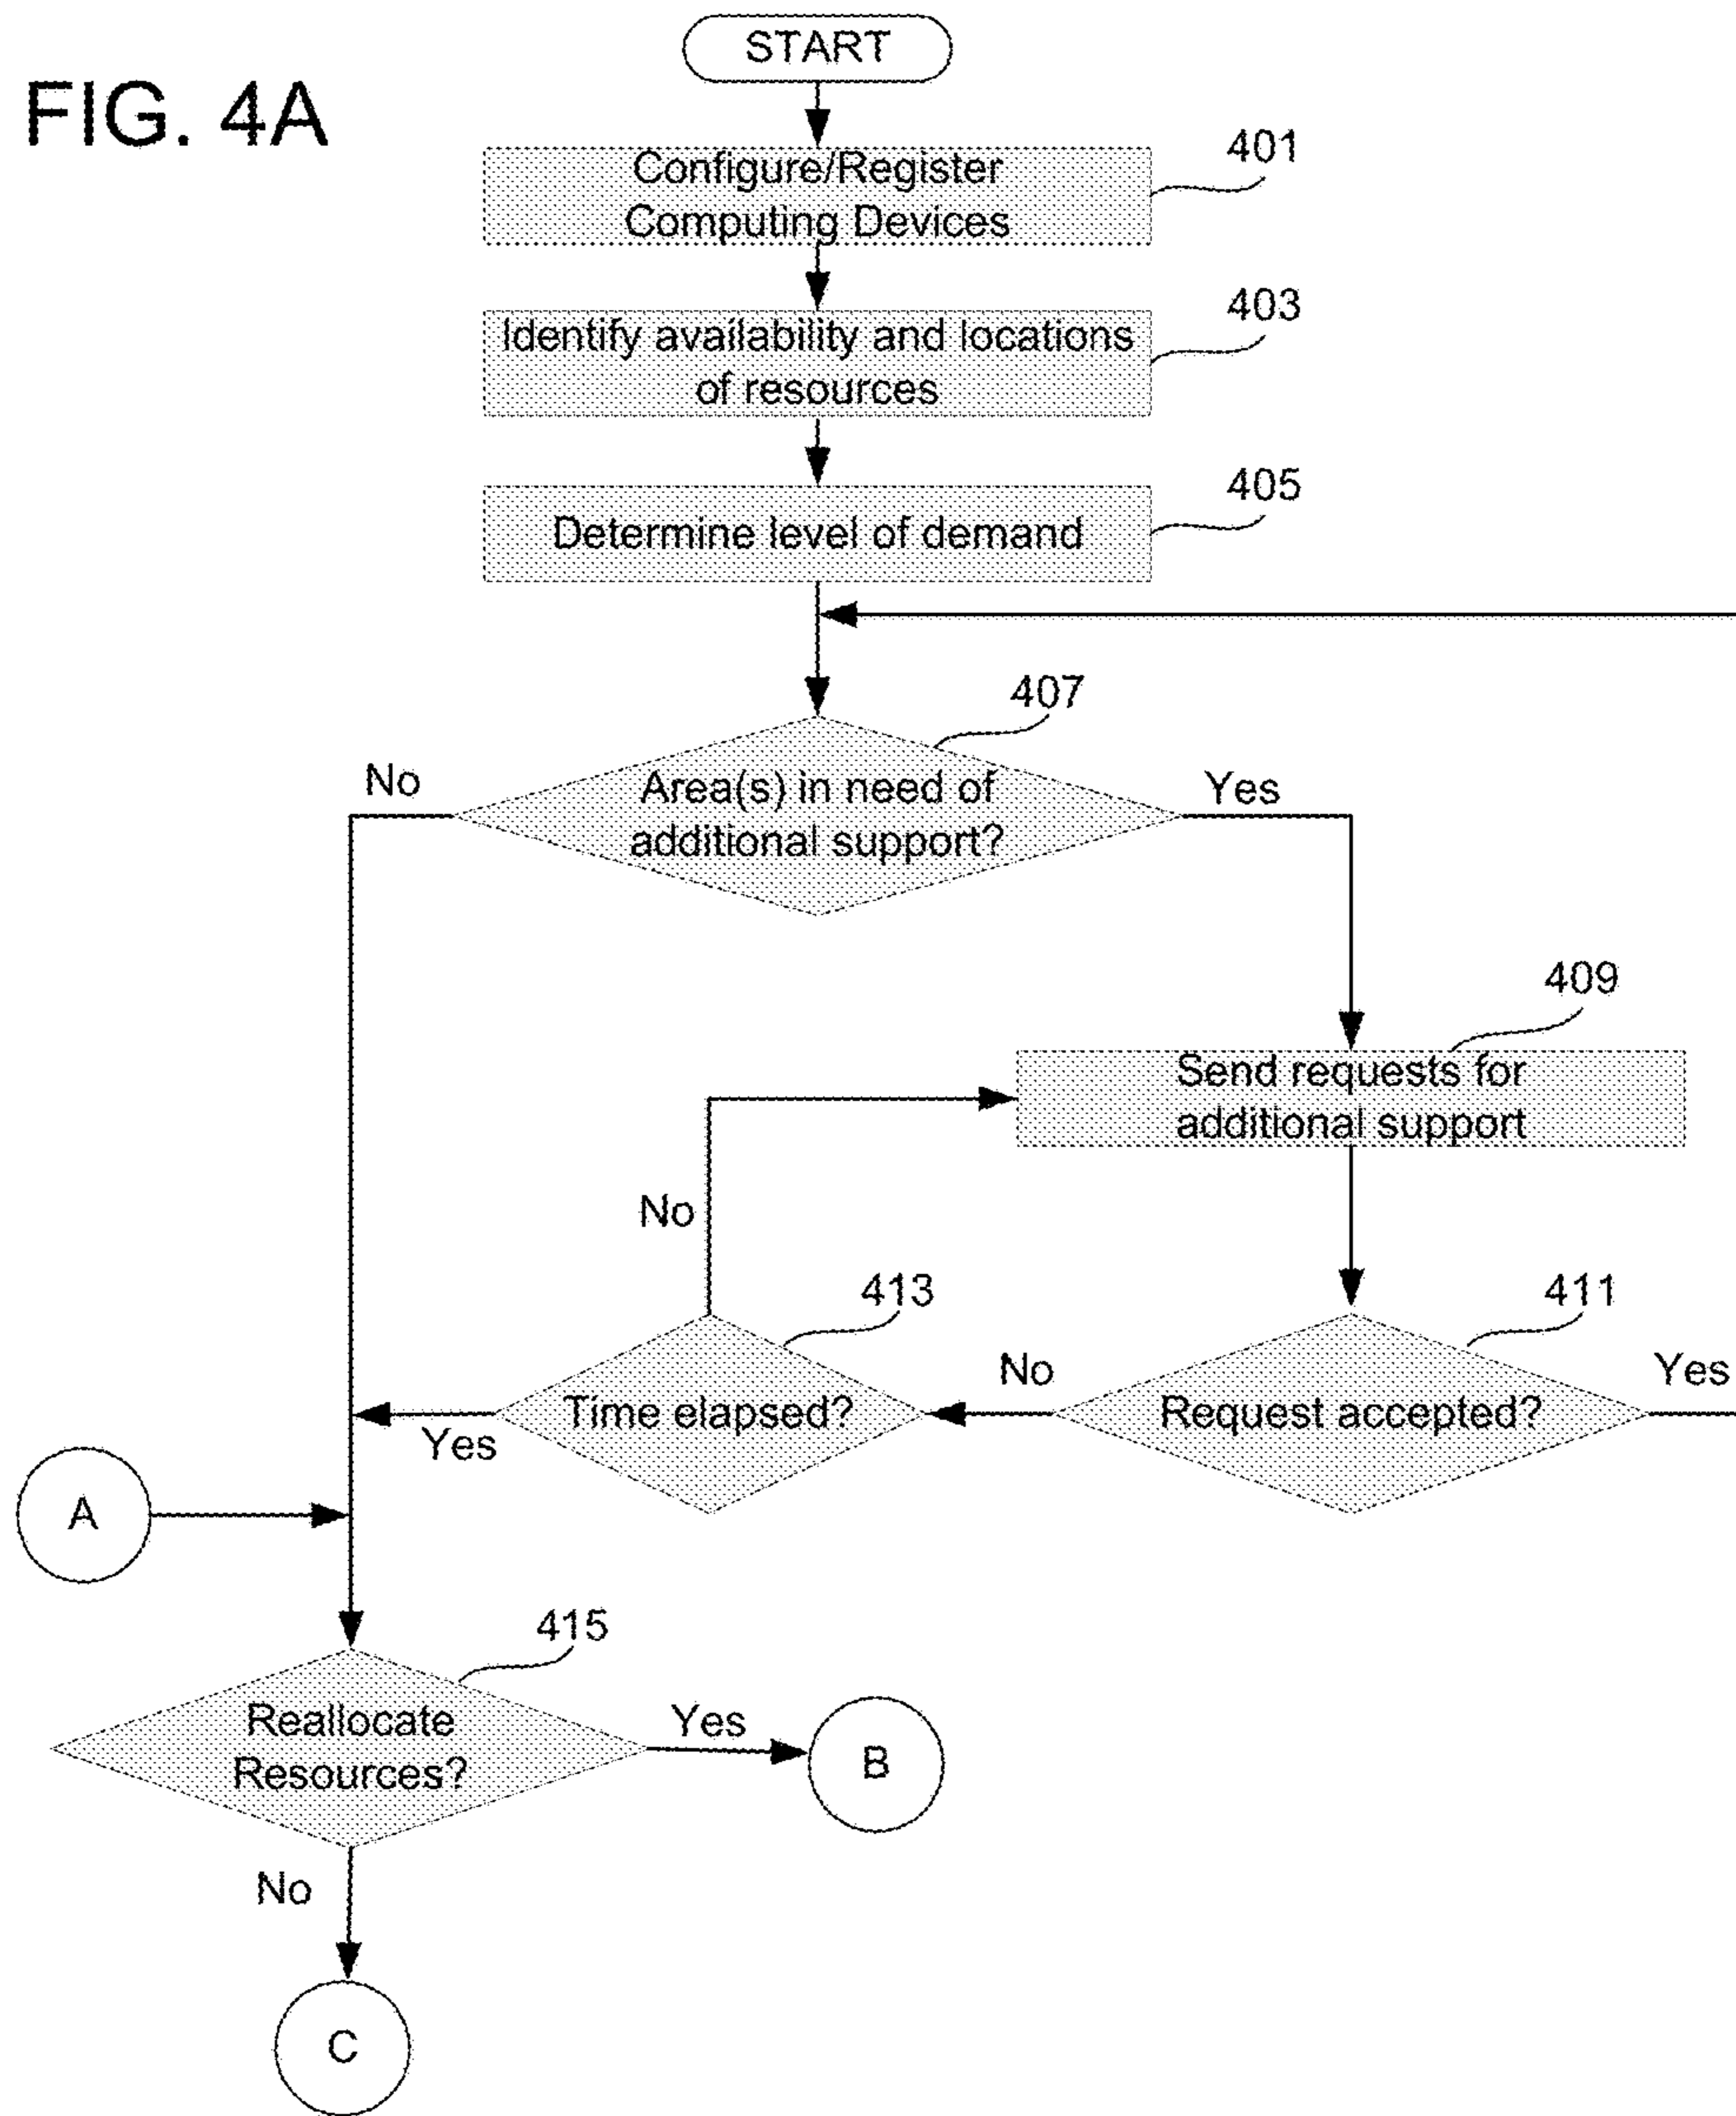 START
FIG. 4A
Configure/Register
Computing Devices
401
Identify availability and locations
of resources
403
Determine level of demand
405
407
No
Area(s) in need of
additional support?
Yes
409
Send requests for
additional support
No
413
411
Time elapsed?
No
Request accepted?
Yes
Yes
A
415
Reallocate
Resources?
Yes
B
No
C